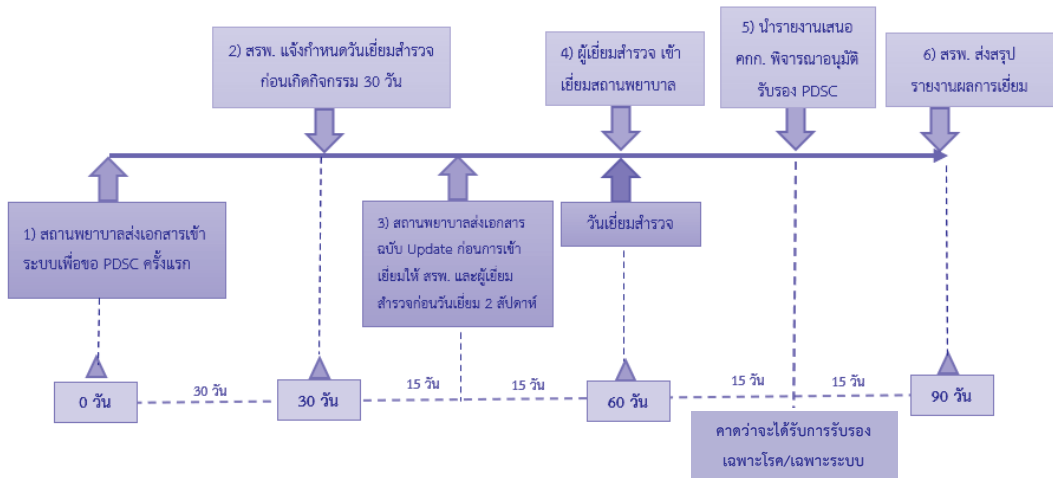 2) สรพ. แจ้งกำหนดวันเยี่ยมสำรวจ
ก่อนเกิดกิจกรรม 30 วัน
4) ผู้เยี่ยมสำรวจ เข้า
เยี่ยมสถานพยาบาล
5) นำรายงานเสนอ
คกก. พิจารณาอนุมัติ
รับรอง PDSC
6) สรพ. ส่งสรุป
รายงานผลการเยี่ยม
1) สถานพยาบาลส่งเอกสารเข้า
ระบบเพื่อขอ PDSC ครั้งแรก
3) สถานพยาบาลส่งเอกสาร
ฉบับ Update ก่อนการเข้า
เยี่ยมให้ สรพ. และผู้เยี่ยม
สำรวจก่อนวันเยี่ยม 2 สัปดาห์
วันเยี่ยมสำรวจ
0 วัน
30 วัน
30 วัน
15 วัน
15 วัน
60 วัน
15 วัน
15 วัน
90 วัน
คาดว่าจะได้รับการรับรอง
เฉพาะโรค/เฉพาะระบบ